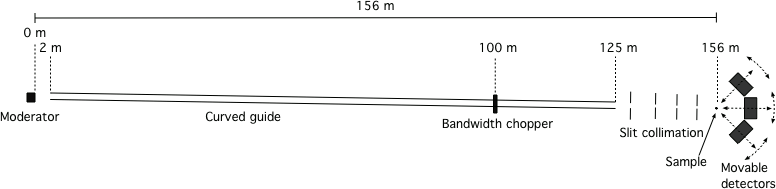 156 m
0 m
2 m
100 m
125 m
156 m
Moderator
Curved guide
Bandwidth chopper
Slit collimation
Sample
Movable
detectors